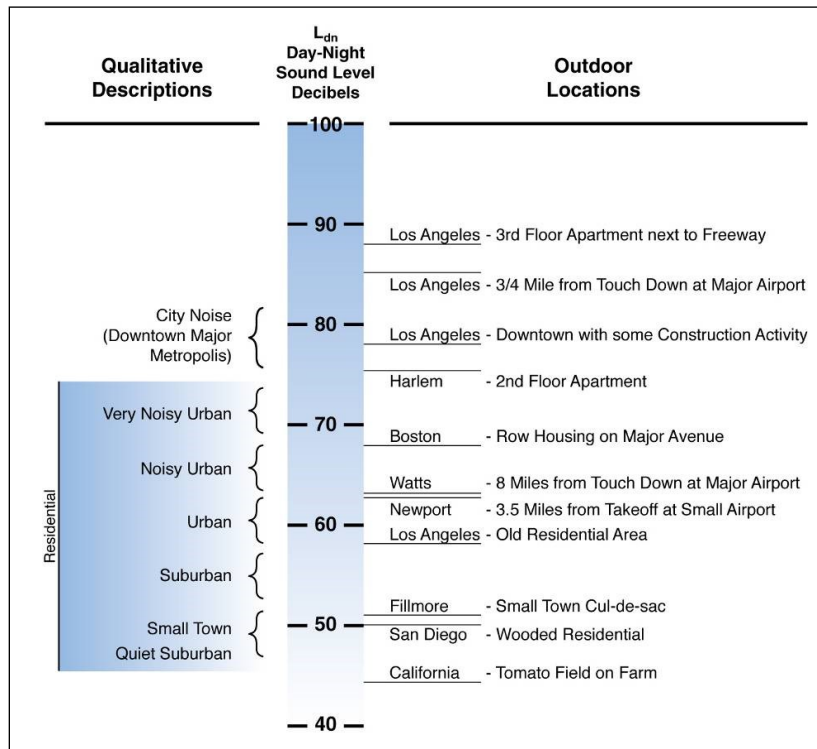 L_dn
Day-Night
Sound Level
Decibels
Qualitative
Descriptions
Outdoor
Locations
100
90
Los Angeles - 3rd Floor Apartment next to Freeway
Los Angeles - 3/4 Mile from Touch Down at Major Airport
City Noise
(Downtown Major
Metropolis)
80
Los Angeles - Downtown with some Construction Activity
Harlem - 2nd Floor Apartment
Very Noisy Urban
70
Boston - Row Housing on Major Avenue
Noisy Urban
Watts - 8 Miles from Touch Down at Major Airport
Newport - 3.5 Miles from Takeoff at Small Airport
Urban
60
Los Angeles - Old Residential Area
Residential
Suburban
Fillmore - Small Town Cul-de-sac
50
Small Town
San Diego - Wooded Residential
Quiet Suburban
California - Tomato Field on Farm
40